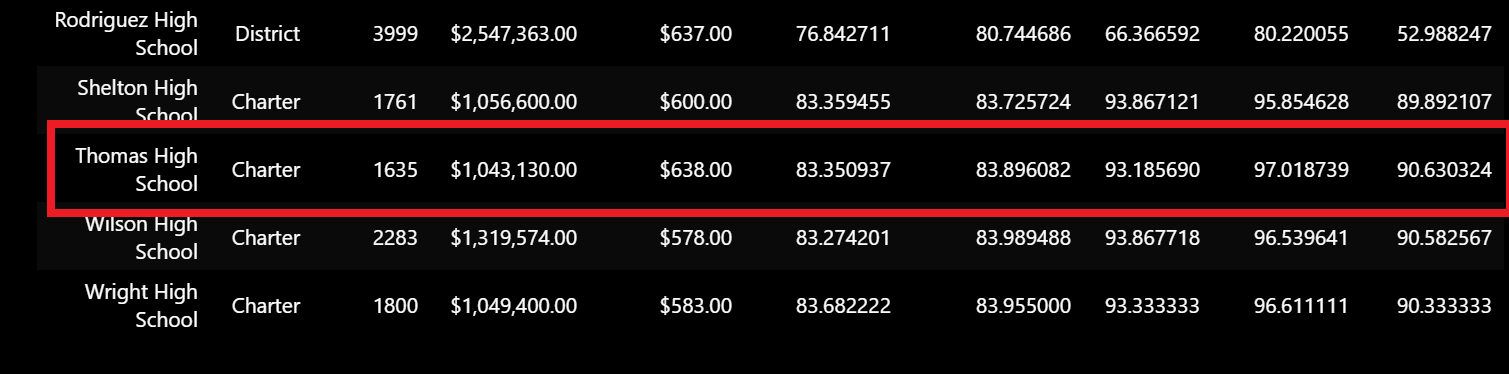 Rodriguez High School District 3999 $2,547,363.00 $637.00 76.842711 80.744686 66.366592 80.220055 52.988247
Shelton High School Charter 1761 $1,056,600.00 $600.00 83.359455 83.725724 93.867121 95.854628 89.892107
Thomas High School Charter 1635 $1,043,130.00 $638.00 83.350937 83.896082 93.185690 97.018739 90.630324
Wilson High School Charter 2283 $1,319,574.00 $578.00 83.274201 83.989488 93.867718 96.539641 90.582567
Wright High School Charter 1800 $1,049,400.00 $583.00 83.682222 83.955000 93.333333 96.611111 90.333333